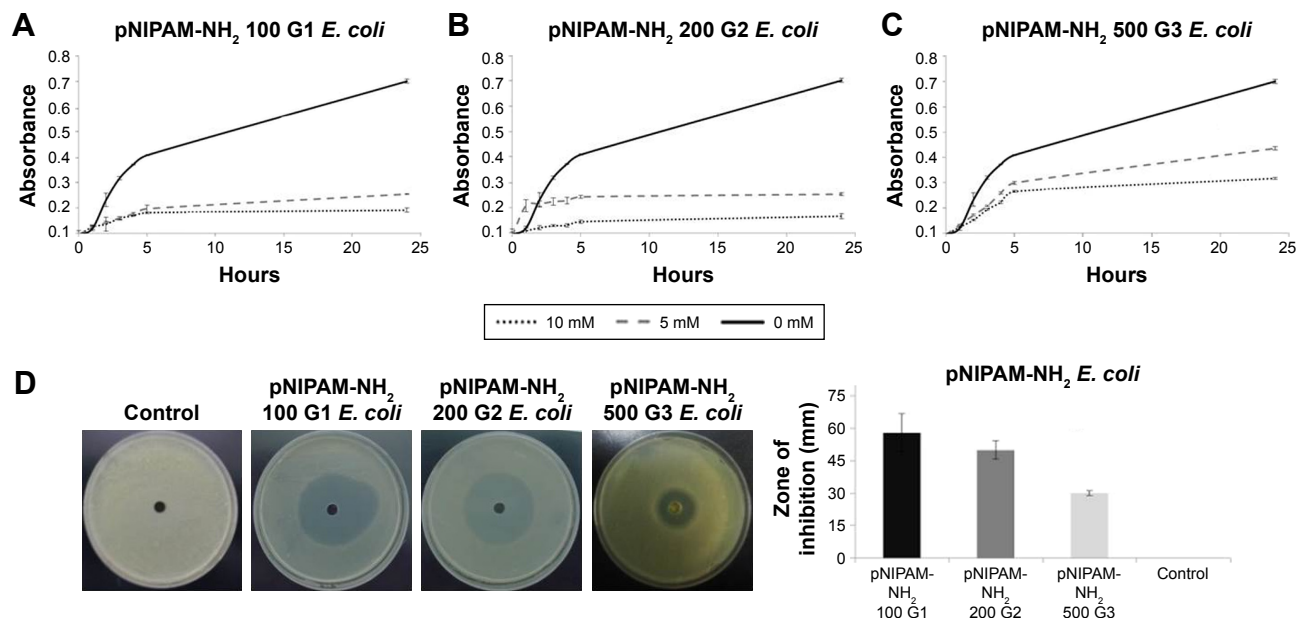 A
pNIPAM-NH2 100 G1 E. coli
0.8
0.7
0.6
0.5
0.4
0.3
0.2
0.1
Absorbance
0 5 10 15 20 25
Hours
B
pNIPAM-NH2 200 G2 E. coli
0.8
0.7
0.6
0.5
0.4
0.3
0.2
0.1
Absorbance
0 5 10 15 20 25
Hours
C
pNIPAM-NH2 500 G3 E. coli
0.8
0.7
0.6
0.5
0.4
0.3
0.2
0.1
Absorbance
0 5 10 15 20 25
Hours
10 mM 5 mM 0 mM
D
Control
pNIPAM-NH2
100 G1 E. coli
pNIPAM-NH2
200 G2 E. coli
pNIPAM-NH2
500 G3 E. coli
pNIPAM-NH2 E. coli
75
60
45
30
15
0
Zone of
inhibition (mm)
pNIPAM-
NH2
100 G1
pNIPAM-
NH2
200 G2
pNIPAM-
NH2
500 G3
Control